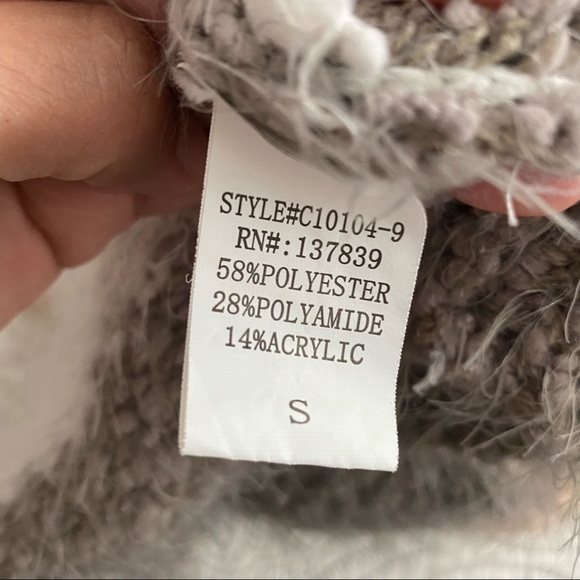 STYLE#C10104-9
RN#:137839
58%POLYESTER
28%POLYAMIDE
14%ACRYLIC
S